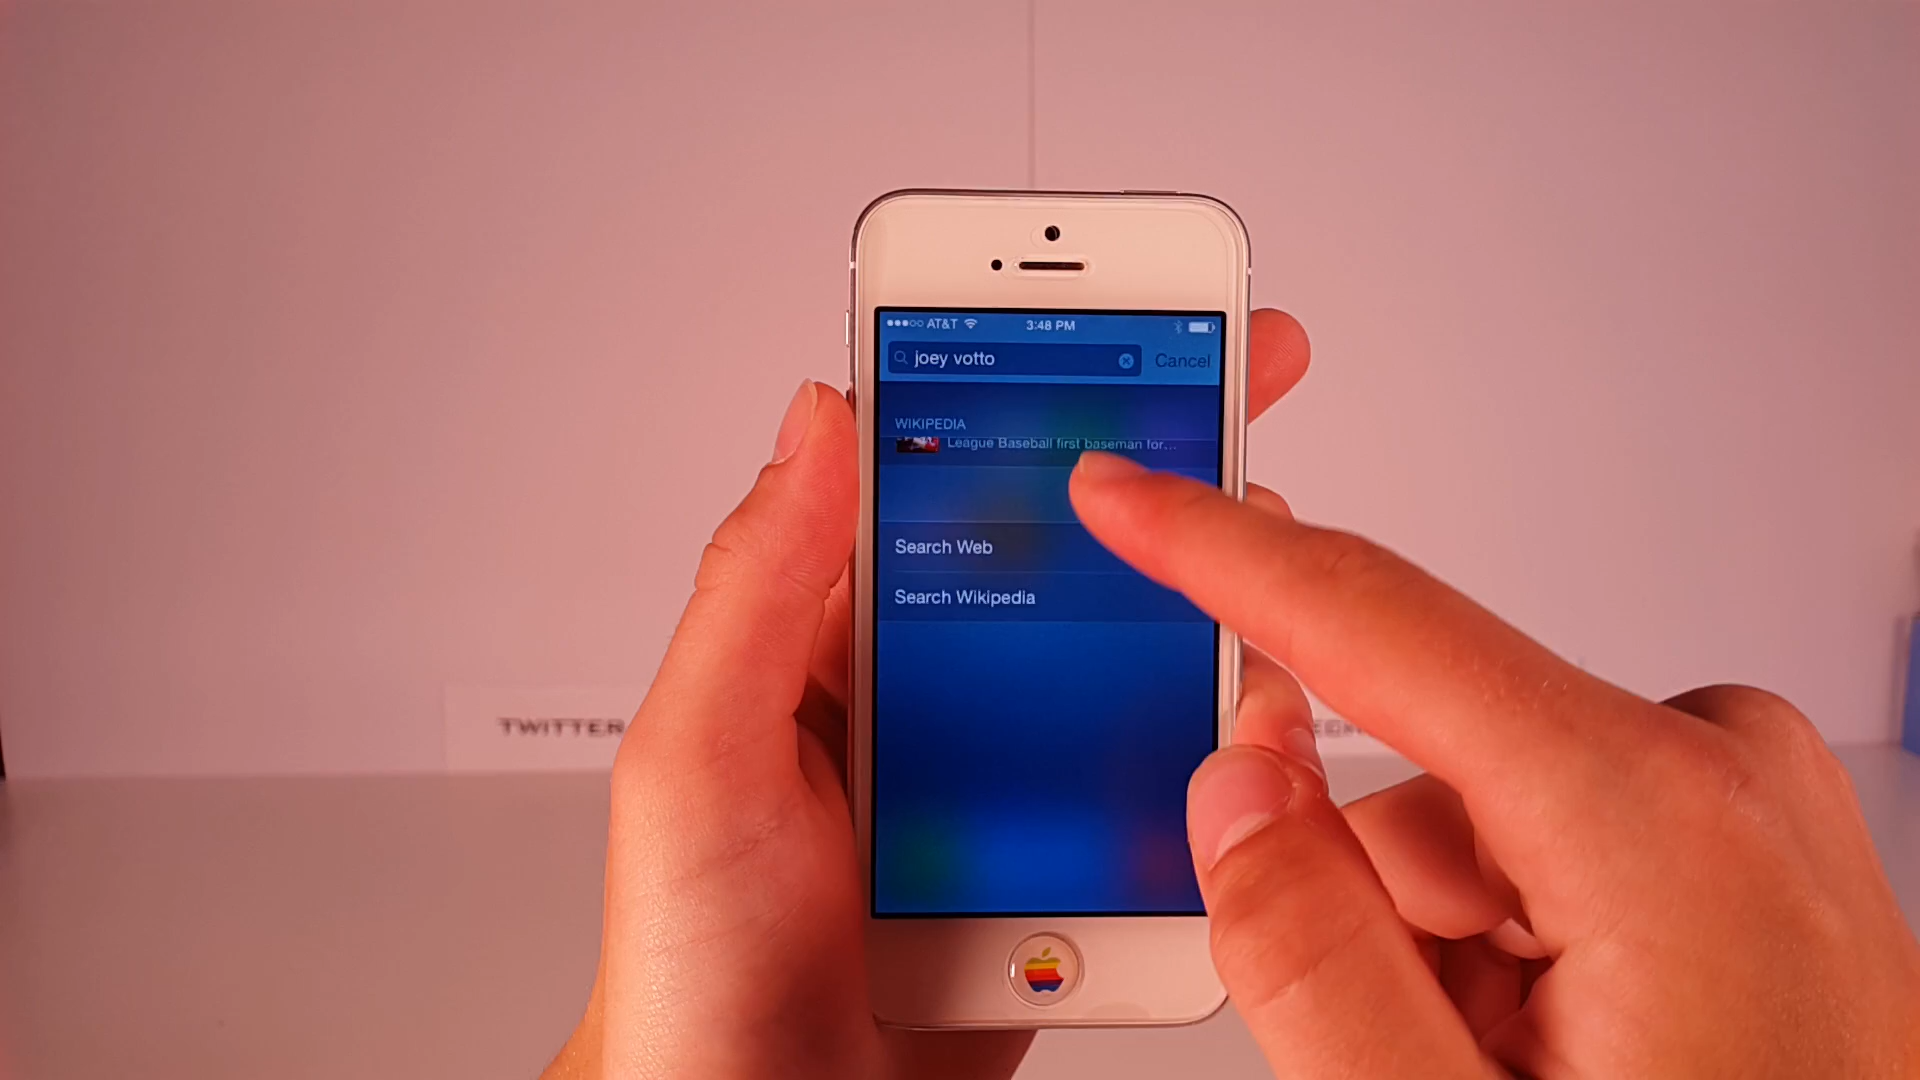 AT&T 3:48 PM
joey votto Cancel
WIKIPEDIA
League Baseball first baseman for...
Search Web
Search Wikipedia
TWITTER